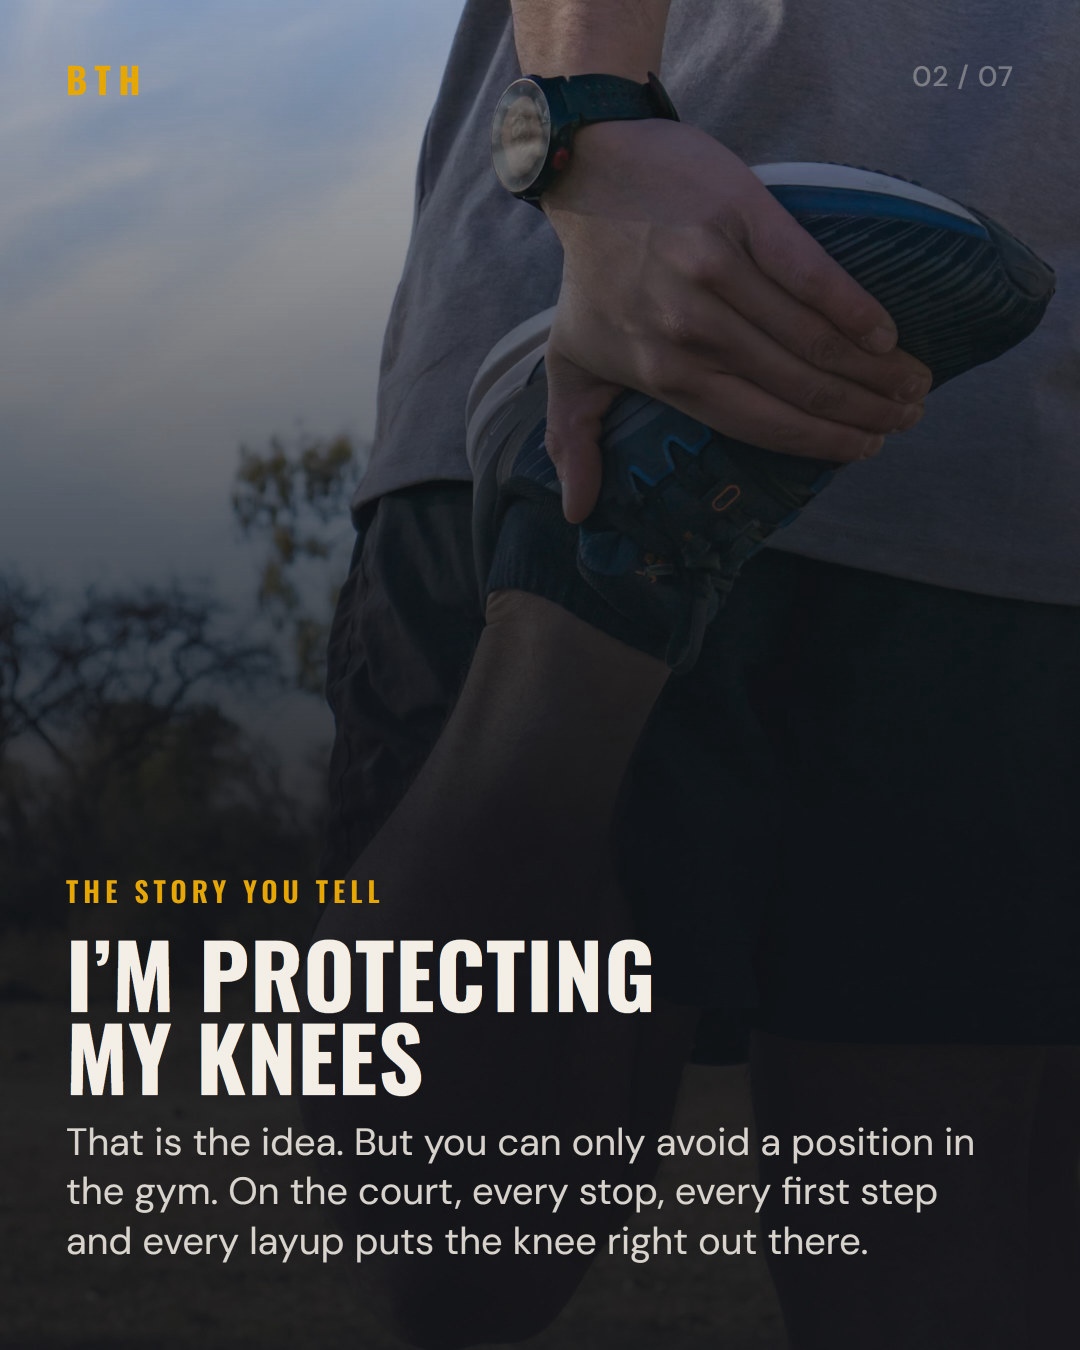 BTH
02 / 07
THE STORY YOU TELL
I’M PROTECTING
MY KNEES
That is the idea. But you can only avoid a position in
the gym. On the court, every stop, every first step
and every layup puts the knee right out there.